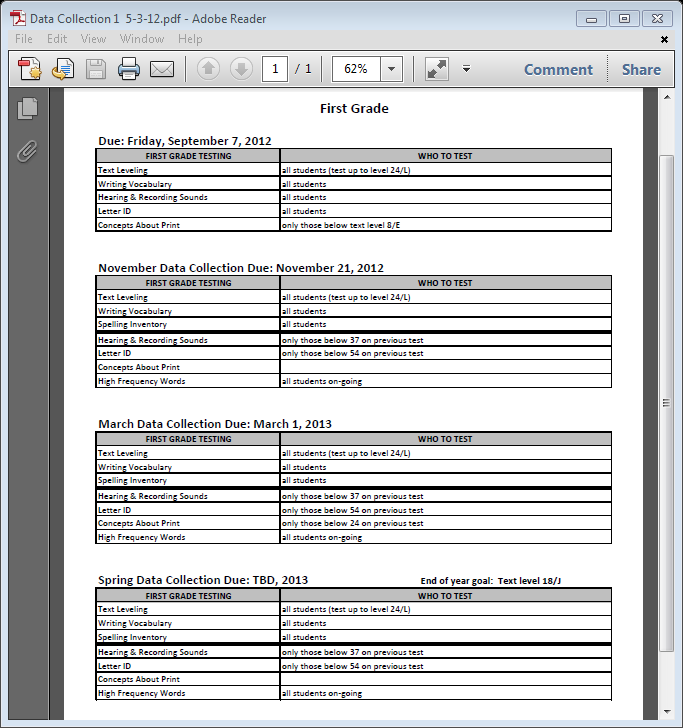 Data Collection 1 5-3-12.pdf - Adobe Reader
File Edit View Window Help
1 / 1 62% Comment Share
First Grade
Due: Friday, September 7, 2012
FIRST GRADE TESTING WHO TO TEST
Text Leveling all students (test up to level 24/L)
Writing Vocabulary all students
Hearing & Recording Sounds all students
Letter ID all students
Concepts About Print only those below text level 8/E
November Data Collection Due: November 21, 2012
FIRST GRADE TESTING WHO TO TEST
Text Leveling all students (test up to level 24/L)
Writing Vocabulary all students
Spelling Inventory all students
Hearing & Recording Sounds only those below 37 on previous test
Letter ID only those below 54 on previous test
Concepts About Print
High Frequency Words all students on-going
March Data Collection Due: March 1, 2013
FIRST GRADE TESTING WHO TO TEST
Text Leveling all students (test up to level 24/L)
Writing Vocabulary all students
Spelling Inventory all students
Hearing & Recording Sounds only those below 37 on previous test
Letter ID only those below 54 on previous test
Concepts About Print only those below 24 on previous test
High Frequency Words all students on-going
Spring Data Collection Due: TBD, 2013 End of year goal: Text level 18/J
FIRST GRADE TESTING WHO TO TEST
Text Leveling all students (test up to level 24/L)
Writing Vocabulary all students
Spelling Inventory all students
Hearing & Recording Sounds only those below 37 on previous test
Letter ID only those below 54 on previous test
Concepts About Print
High Frequency Words all students on-going